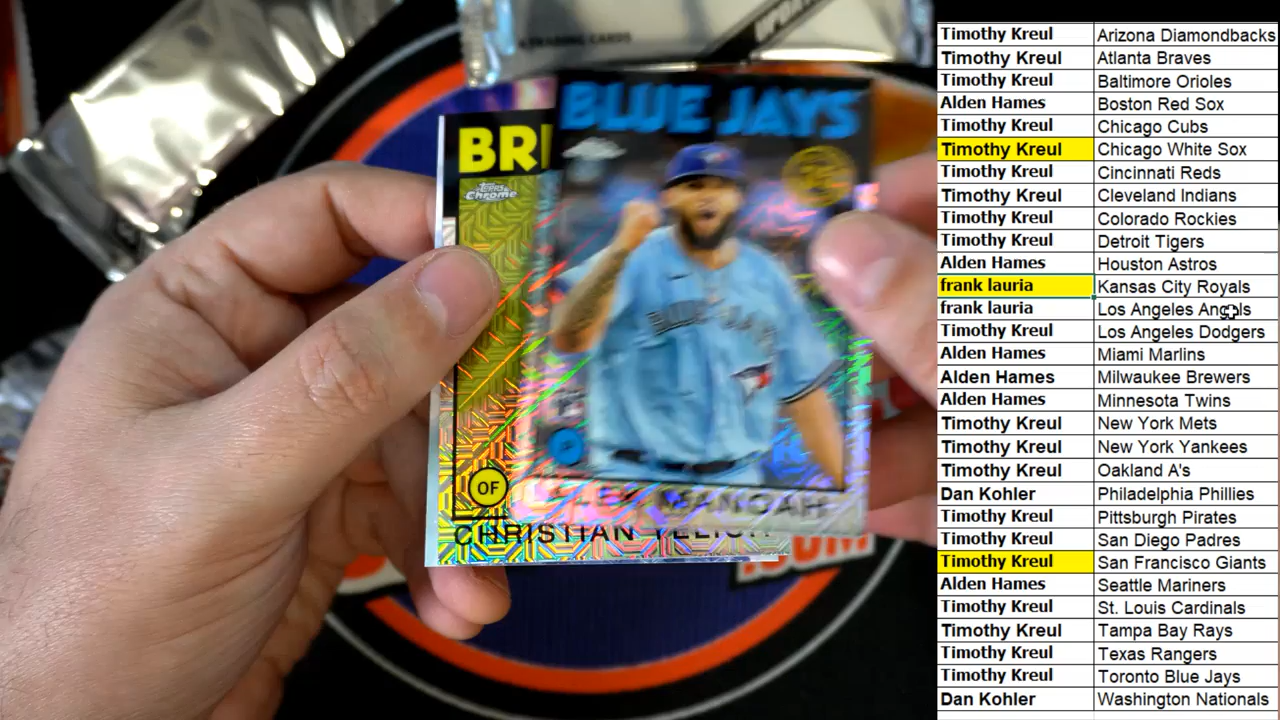 TRADING CARDS
BLUE JAYS
BR
Topps
Chrome
OF
MANOAH
CHRISTIAN YELICH
Timothy Kreul Arizona Diamondbacks
Timothy Kreul Atlanta Braves
Timothy Kreul Baltimore Orioles
Alden Hames Boston Red Sox
Timothy Kreul Chicago Cubs
Timothy Kreul Chicago White Sox
Timothy Kreul Cincinnati Reds
Timothy Kreul Cleveland Indians
Timothy Kreul Colorado Rockies
Timothy Kreul Detroit Tigers
Alden Hames Houston Astros
frank lauria Kansas City Royals
frank lauria Los Angeles Angels
Timothy Kreul Los Angeles Dodgers
Alden Hames Miami Marlins
Alden Hames Milwaukee Brewers
Alden Hames Minnesota Twins
Timothy Kreul New York Mets
Timothy Kreul New York Yankees
Timothy Kreul Oakland A's
Dan Kohler Philadelphia Phillies
Timothy Kreul Pittsburgh Pirates
Timothy Kreul San Diego Padres
Timothy Kreul San Francisco Giants
Alden Hames Seattle Mariners
Timothy Kreul St. Louis Cardinals
Timothy Kreul Tampa Bay Rays
Timothy Kreul Texas Rangers
Timothy Kreul Toronto Blue Jays
Dan Kohler Washington Nationals